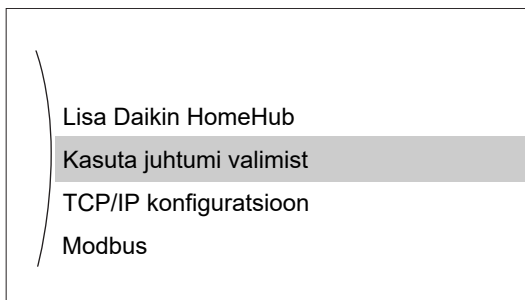 Lisa Daikin HomeHub
Kasuta juhtumi valimist
TCP/IP konfiguratsioon
Modbus